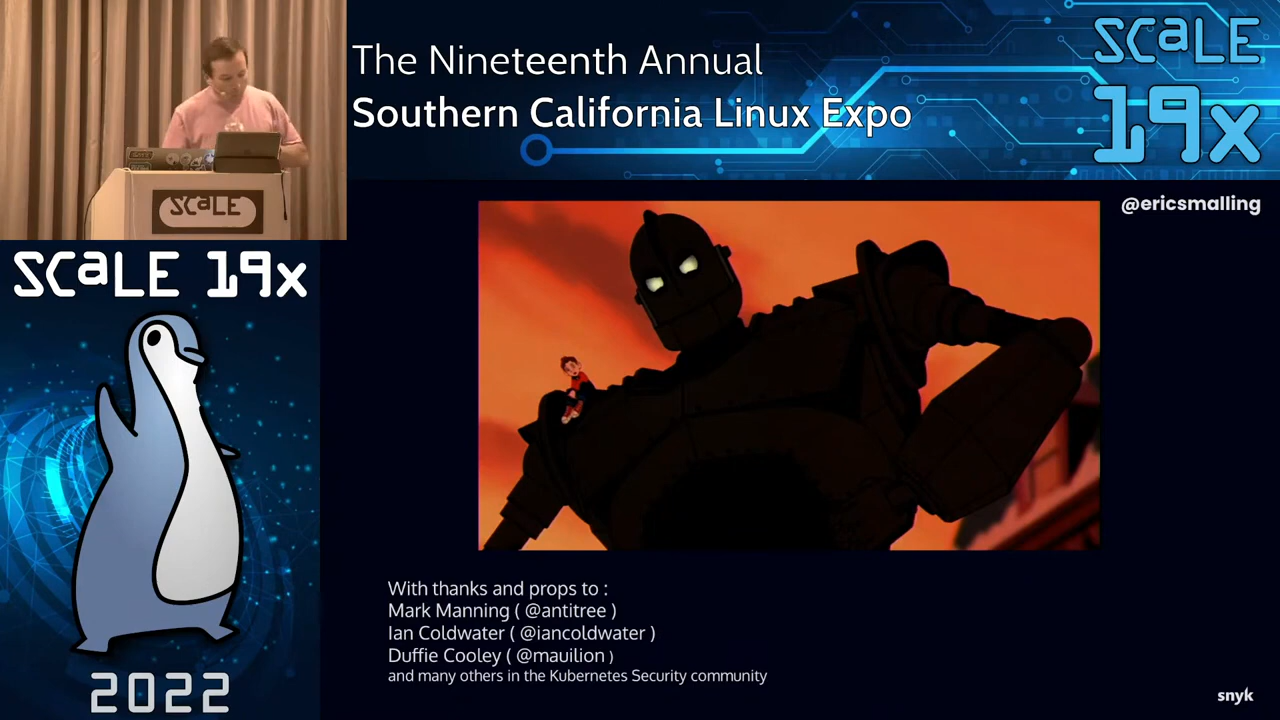 The Nineteenth Annual
Southern California Linux Expo
SCaLE
19x
SCaLE
SCaLE 19x
2022
@ericsmalling
With thanks and props to :
Mark Manning ( @antitree )
Ian Coldwater ( @iancoldwater )
Duffie Cooley ( @mauilion )
and many others in the Kubernetes Security community
snyk